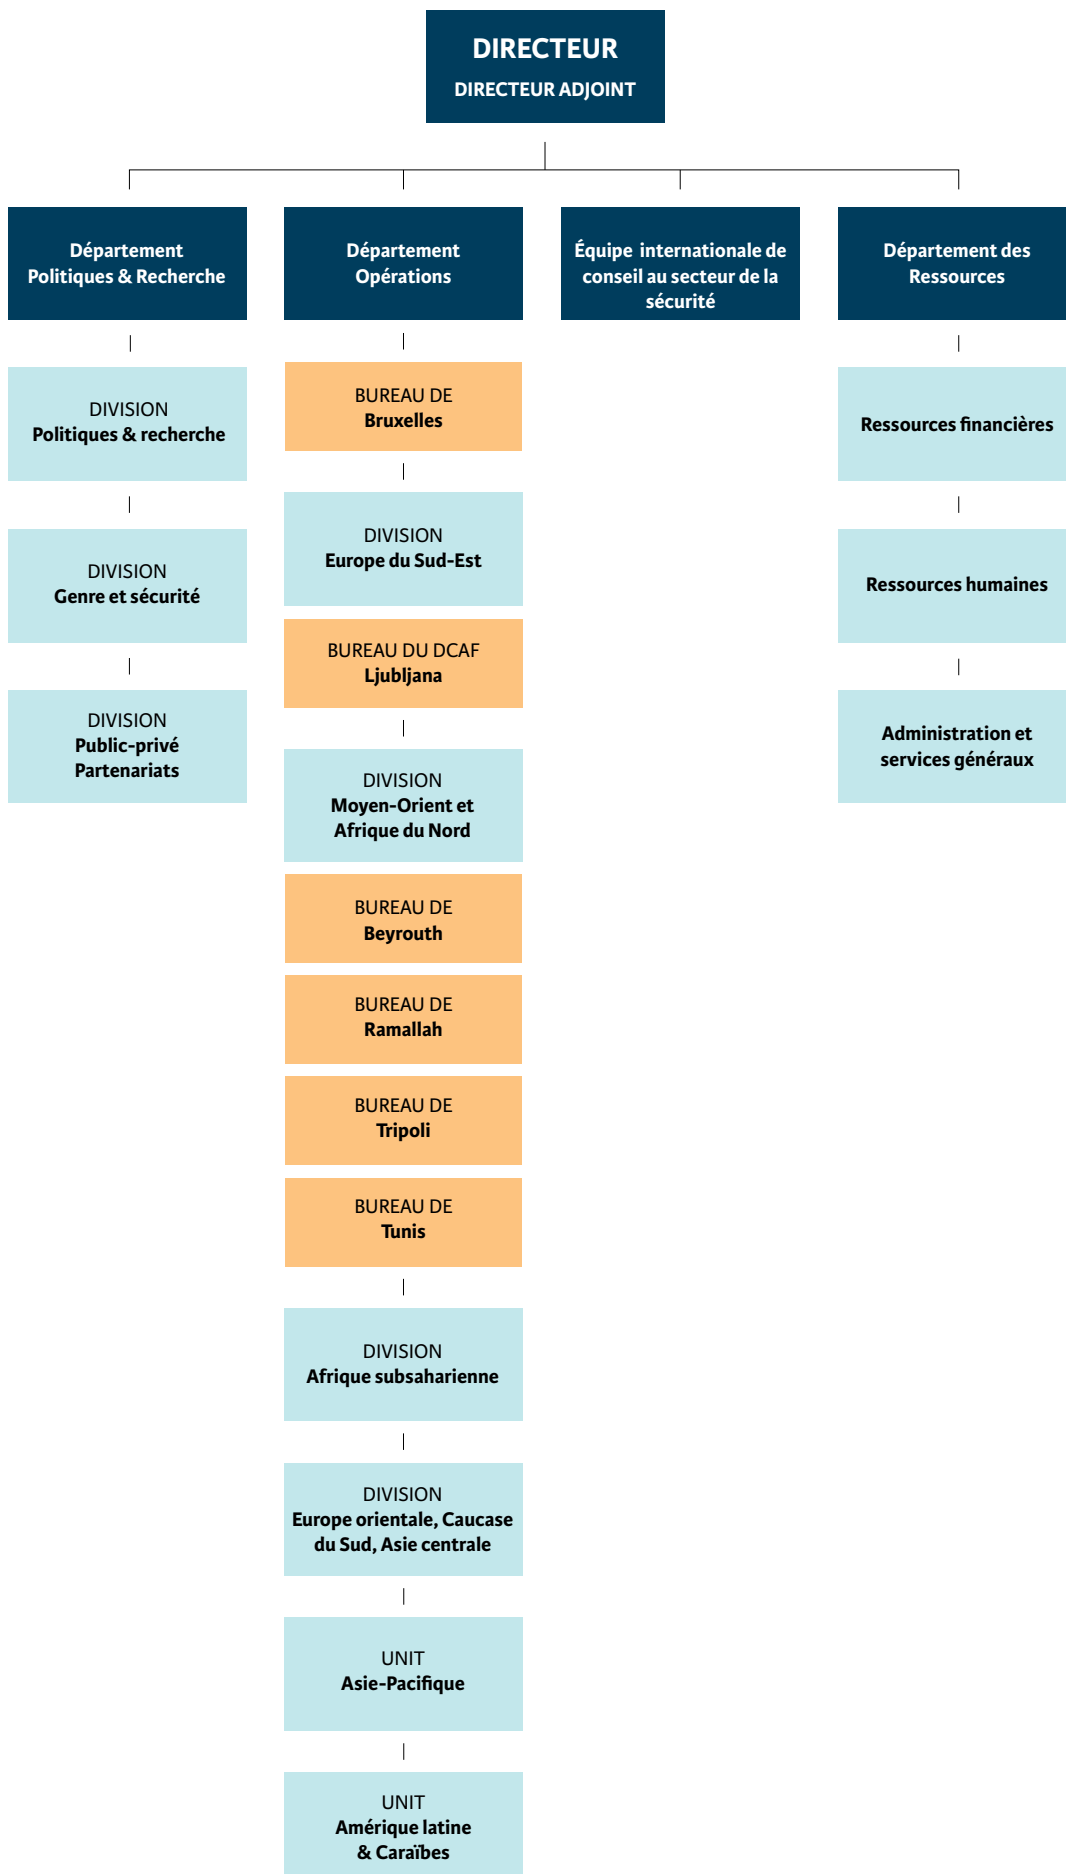 DIRECTEUR
DIRECTEUR ADJOINT
Département
Politiques & Recherche
DIVISION
Politiques & recherche
DIVISION
Genre et sécurité
DIVISION
Public-privé
Partenariats
Département
Opérations
BUREAU DE
Bruxelles
DIVISION
Europe du Sud-Est
BUREAU DU DCAF
Ljubljana
DIVISION
Moyen-Orient et
Afrique du Nord
BUREAU DE
Beyrouth
BUREAU DE
Ramallah
BUREAU DE
Tripoli
BUREAU DE
Tunis
DIVISION
Afrique subsaharienne
DIVISION
Europe orientale, Caucase
du Sud, Asie centrale
UNIT
Asie-Pacifique
UNIT
Amérique latine
& Caraïbes
Équipe internationale de
conseil au secteur de la
sécurité
Département des
Ressources
Ressources financières
Ressources humaines
Administration et
services généraux